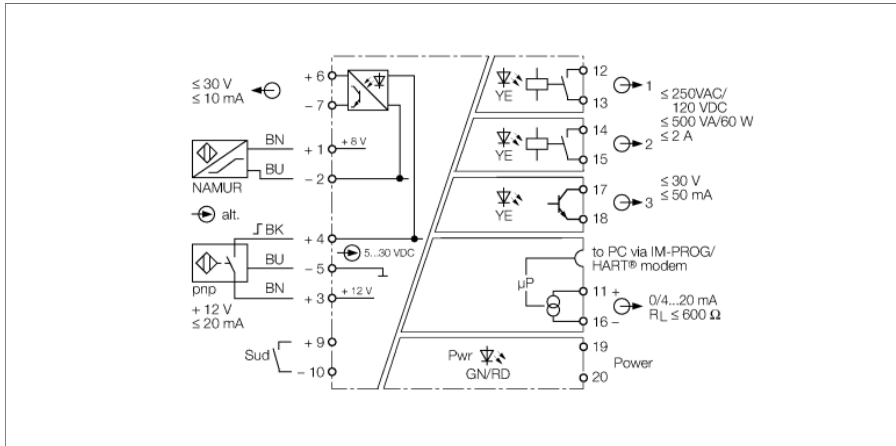 ≤ 30 V
≤ 10 mA
+ 6
- 7
BN
+ 1
+ 8 V
BU
- 2
NAMUR
alt.
BK
+ 4
5...30 VDC
BU
- 5
BN
+ 3
+ 12 V
pnp
+ 12 V
≤ 20 mA
Sud
+ 9
- 10
YE
12
13
1
≤ 250VAC/
120 VDC
≤ 500 VA/60 W
≤ 2 A
YE
14
15
2
YE
17
18
3
≤ 30 V
≤ 50 mA
to PC via IM-PROG/
HART® modem
µP
11 +
16 −
0/4...20 mA
RL ≤ 600 Ω
Pwr
GN/RD
19
20
Power